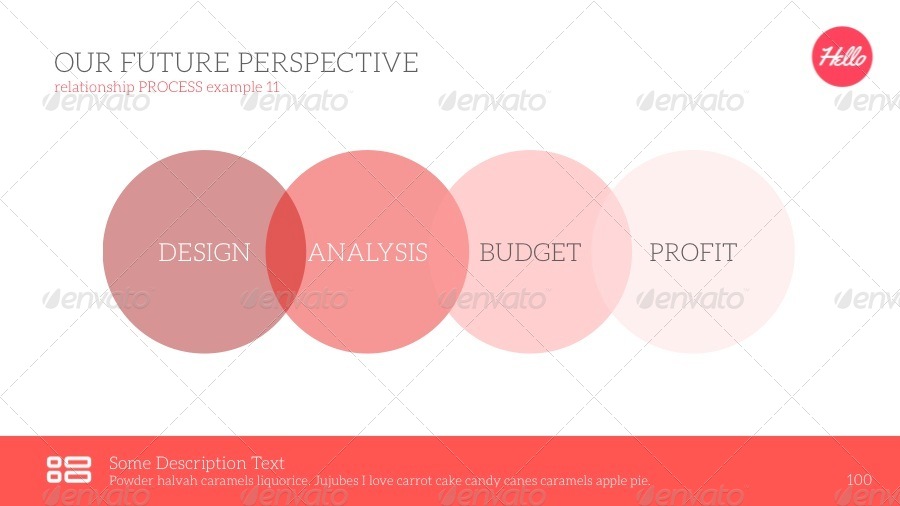 OUR FUTURE PERSPECTIVE
Hello
relationship PROCESS example 11
envato envato envato envato envato
DESIGN ANALYSIS BUDGET PROFIT
envato envato envato envato envato
Some Description Text
Powder halvah caramels liquorice. Jujubes I love carrot cake candy canes caramels apple pie.
100
envato envato envato envato envato